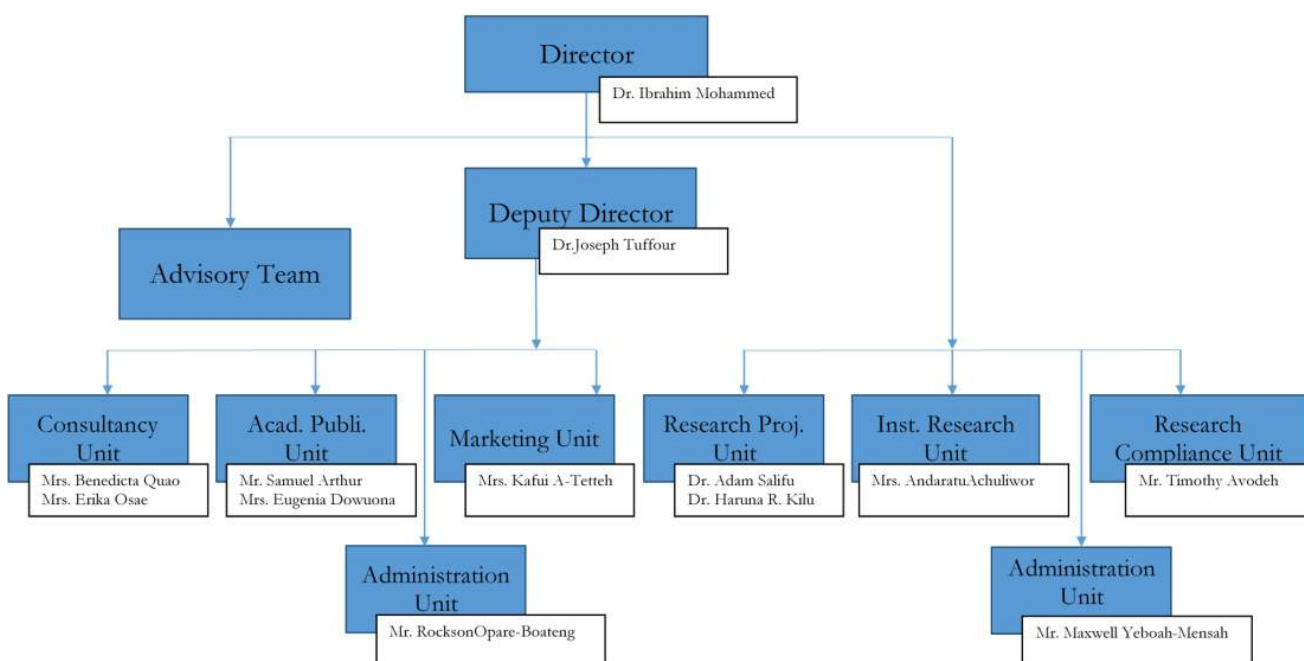 Director
Dr. Ibrahim Mohammed
Deputy Director
Dr.Joseph Tuffour
Advisory Team
Consultancy
Unit
Mrs. Benedicta Quao
Mrs. Erika Osae
Acad. Publi.
Unit
Mr. Samuel Arthur
Mrs. Eugenia Dowuona
Marketing Unit
Mrs. Kafui A-Tetteh
Research Proj.
Unit
Dr. Adam Salifu
Dr. Haruna R. Kilu
Inst. Research
Unit
Mrs. AndaratuAchuliwor
Research
Compliance Unit
Mr. Timothy Avodeh
Administration
Unit
Mr. RocksonOpare-Boateng
Administration
Unit
Mr. Maxwell Yeboah-Mensah